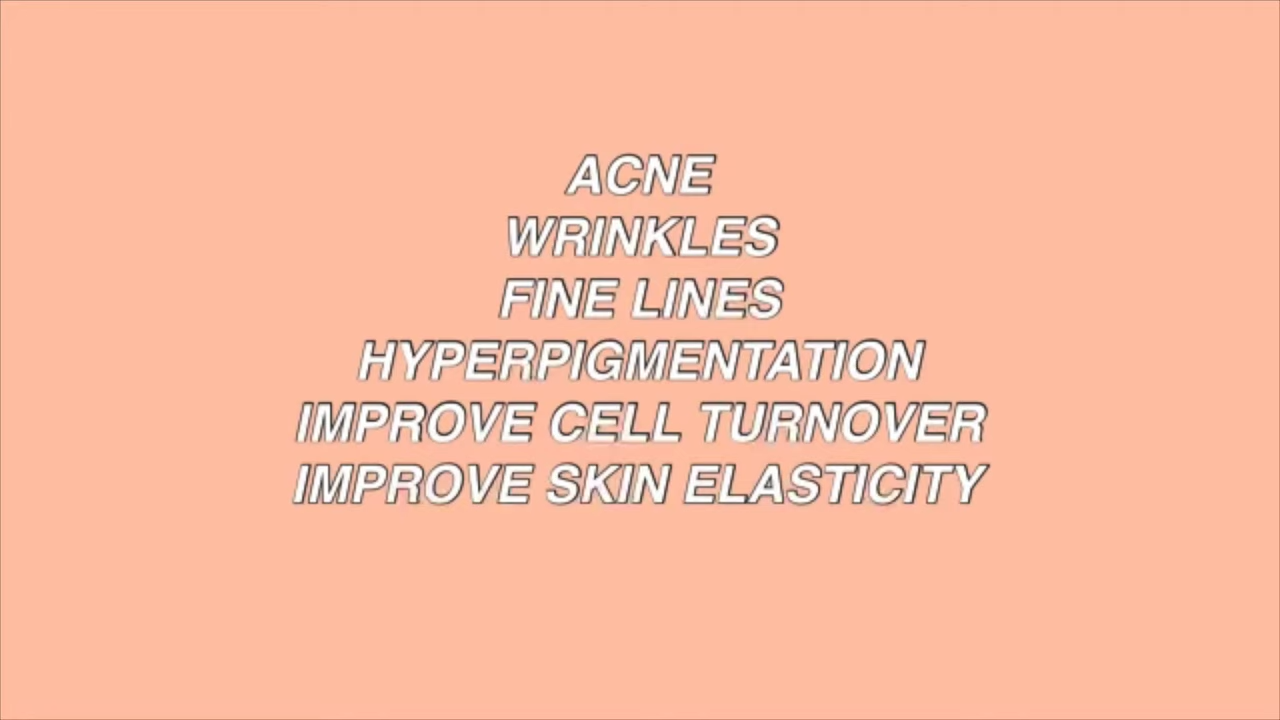 ACNE
WRINKLES
FINE LINES
HYPERPIGMENTATION
IMPROVE CELL TURNOVER
IMPROVE SKIN ELASTICITY